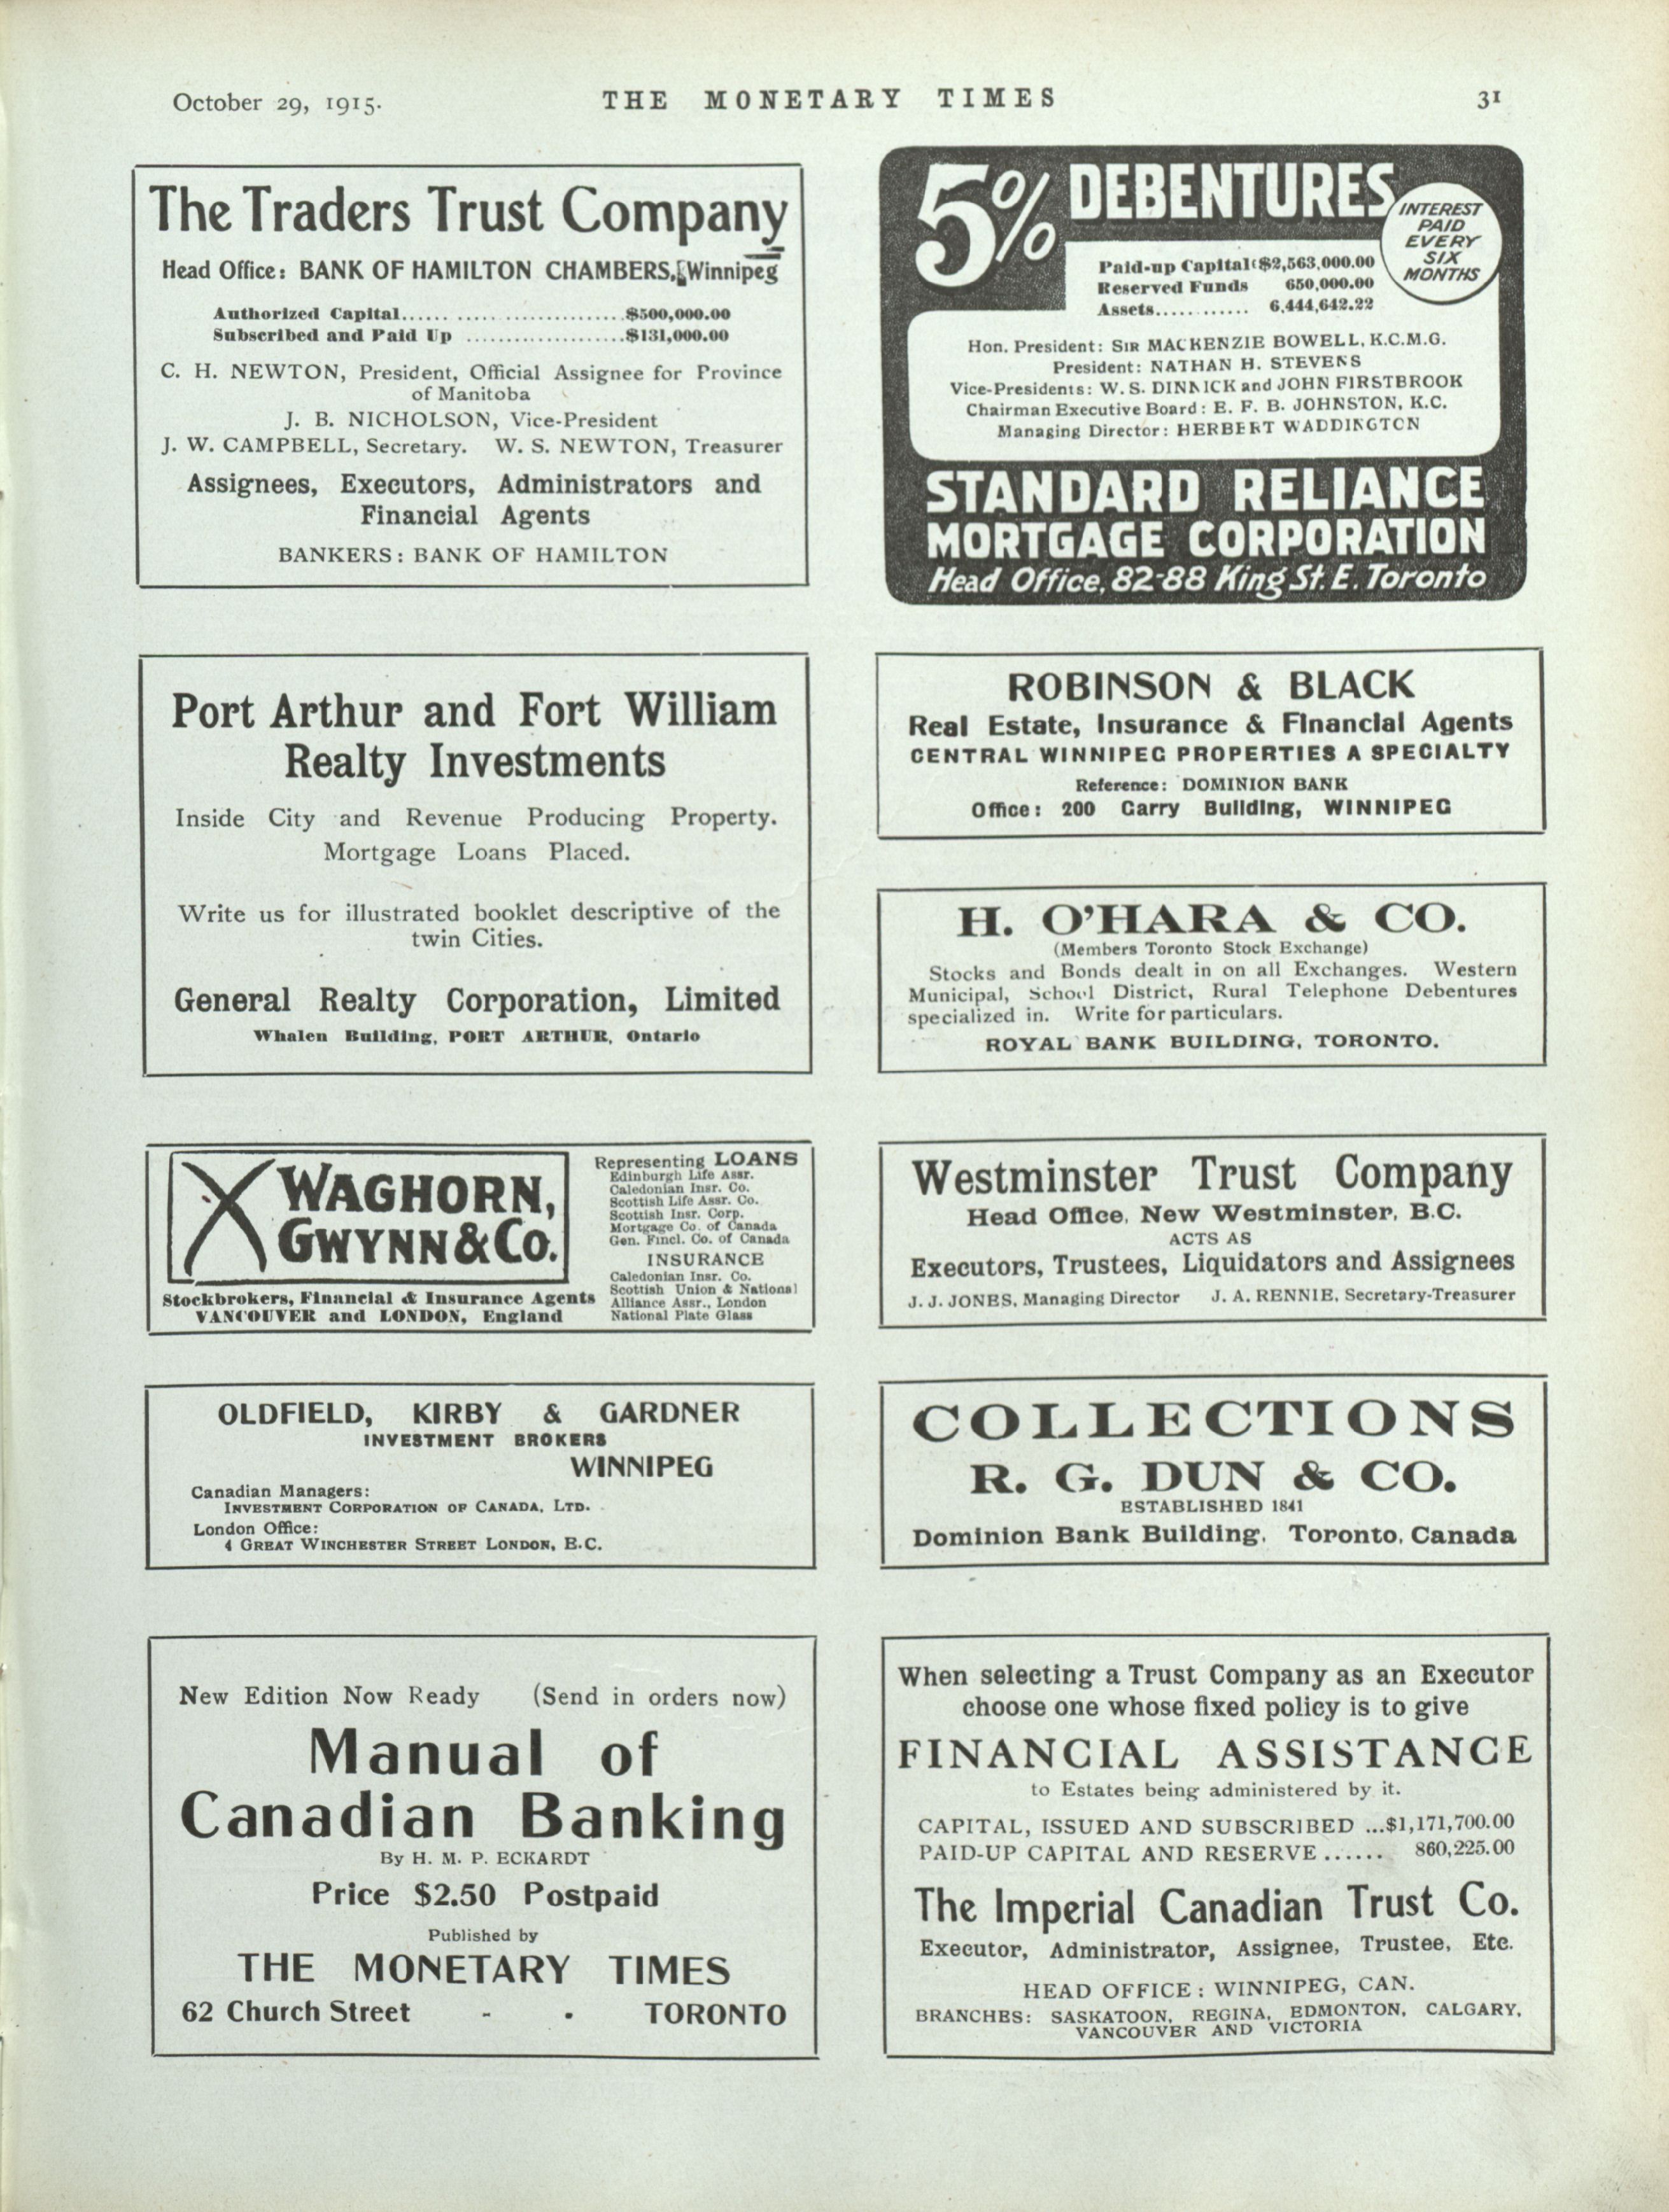 October 29, 1915.
THE MONETARY TIMES
31
The Traders Trust Company
Head Office: BANK OF HAMILTON CHAMBERS, Winnipeg
Authorized Capital...... .........................$500,000.00
Subscribed and Paid Up .......................$131,000.00
C. H. NEWTON, President, Official Assignee for Province
of Manitoba
J. B. NICHOLSON, Vice-President
J. W. CAMPBELL, Secretary. W. S. NEWTON, Treasurer
Assignees, Executors, Administrators and
Financial Agents
BANKERS: BANK OF HAMILTON
5% DEBENTURES
INTEREST
PAID
EVERY
SIX
MONTHS
Paid-up Capital $2,563,000.00
Reserved Funds 650,000.00
Assets............ 6,444,642.22
Hon. President: SIR MACKENZIE BOWELL, K.C.M.G.
President: NATHAN H. STEVENS
Vice-Presidents: W. S. DINNICK and JOHN FIRSTBROOK
Chairman Executive Board: E. F. B. JOHNSTON, K.C.
Managing Director: HERBERT WADDINGTON
STANDARD RELIANCE
MORTGAGE CORPORATION
Head Office, 82-88 King St. E. Toronto
Port Arthur and Fort William
Realty Investments
Inside City and Revenue Producing Property.
Mortgage Loans Placed.
Write us for illustrated booklet descriptive of the
twin Cities.
General Realty Corporation, Limited
Whalen Building, PORT ARTHUR, Ontario
ROBINSON & BLACK
Real Estate, Insurance & Financial Agents
CENTRAL WINNIPEG PROPERTIES A SPECIALTY
Reference: DOMINION BANK
Office: 200 Garry Building, WINNIPEG
H. O'HARA & CO.
(Members Toronto Stock Exchange)
Stocks and Bonds dealt in on all Exchanges. Western
Municipal, School District, Rural Telephone Debentures
specialized in. Write for particulars.
ROYAL BANK BUILDING, TORONTO.
WAGHORN,
GWYNN & CO.
Stockbrokers, Financial & Insurance Agents
VANCOUVER and LONDON, England
Representing LOANS
Edinburgh Life Assr.
Caledonian Insr. Co.
Scottish Life Assr. Co.
Scottish Insr. Corp.
Mortgage Co. of Canada
Gen. Fincl. Co. of Canada
INSURANCE
Caledonian Insr. Co.
Scottish Union & National
Alliance Assr., London
National Plate Glass
Westminster Trust Company
Head Office, New Westminster, B.C.
ACTS AS
Executors, Trustees, Liquidators and Assignees
J. J. JONES, Managing Director J. A. RENNIE, Secretary-Treasurer
OLDFIELD, KIRBY & GARDNER
INVESTMENT BROKERS
WINNIPEG
Canadian Managers:
INVESTMENT CORPORATION OF CANADA, LTD.
London Office:
4 GREAT WINCHESTER STREET LONDON, E.C.
COLLECTIONS
R. G. DUN & CO.
ESTABLISHED 1841
Dominion Bank Building, Toronto, Canada
New Edition Now Ready (Send in orders now)
Manual of
Canadian Banking
By H. M. P. ECKARDT
Price $2.50 Postpaid
Published by
THE MONETARY TIMES
62 Church Street - - TORONTO
When selecting a Trust Company as an Executor
choose one whose fixed policy is to give
FINANCIAL ASSISTANCE
to Estates being administered by it.
CAPITAL, ISSUED AND SUBSCRIBED ...$1,171,700.00
PAID-UP CAPITAL AND RESERVE ...... 860,225.00
The Imperial Canadian Trust Co.
Executor, Administrator, Assignee, Trustee, Etc.
HEAD OFFICE: WINNIPEG, CAN.
BRANCHES: SASKATOON, REGINA, EDMONTON, CALGARY,
VANCOUVER AND VICTORIA